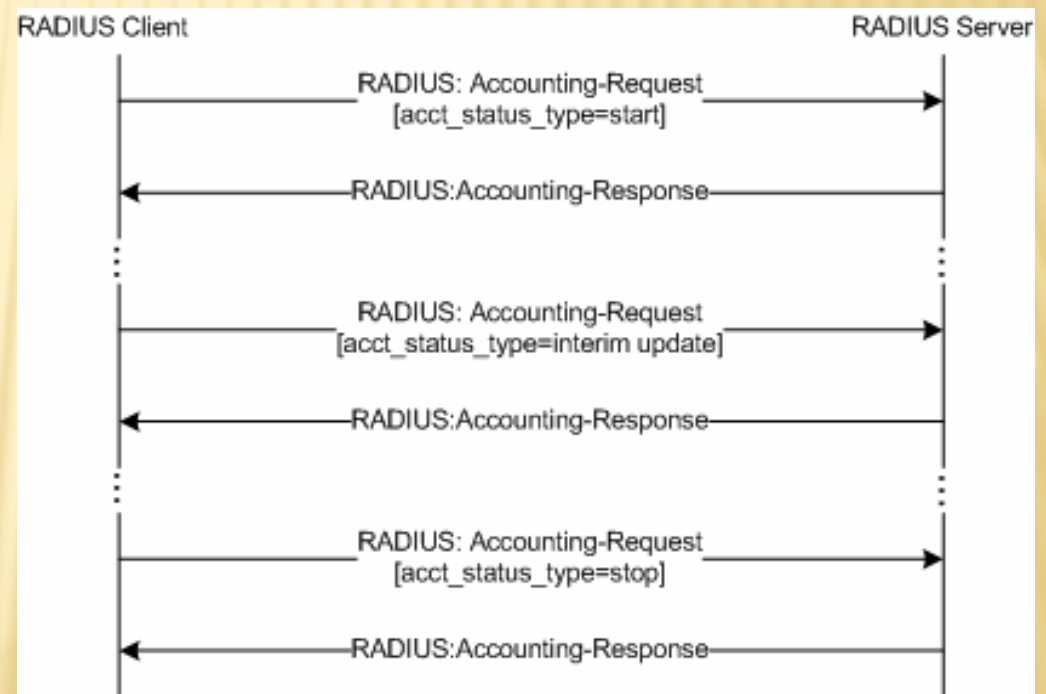 RADIUS Client
RADIUS Server
RADIUS: Accounting-Request
[acct_status_type=start]
RADIUS:Accounting-Response
RADIUS: Accounting-Request
[acct_status_type=interim update]
RADIUS:Accounting-Response
RADIUS: Accounting-Request
[acct_status_type=stop]
RADIUS:Accounting-Response